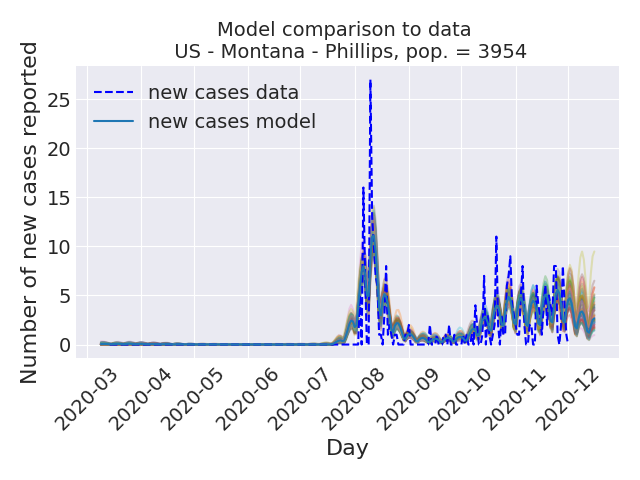 Model comparison to data
US - Montana - Phillips, pop. = 3954
Number of new cases reported
25
20
15
10
5
0
new cases data
new cases model
2020-03
2020-04
2020-05
2020-06
2020-07
2020-08
2020-09
2020-10
2020-11
2020-12
Day